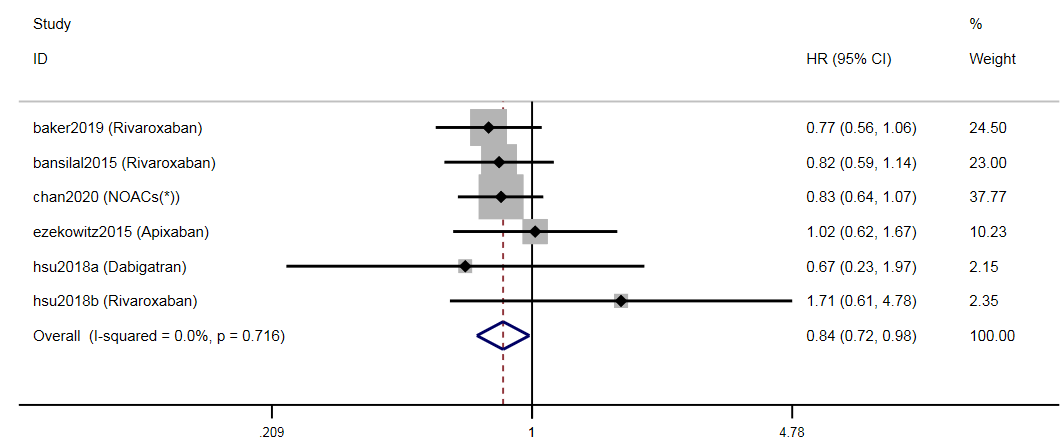 Study %
ID HR (95% CI) Weight
baker2019 (Rivaroxaban) 0.77 (0.56, 1.06) 24.50
bansilal2015 (Rivaroxaban) 0.82 (0.59, 1.14) 23.00
chan2020 (NOACs(*)) 0.83 (0.64, 1.07) 37.77
ezekowitz2015 (Apixaban) 1.02 (0.62, 1.67) 10.23
hsu2018a (Dabigatran) 0.67 (0.23, 1.97) 2.15
hsu2018b (Rivaroxaban) 1.71 (0.61, 4.78) 2.35
Overall (I-squared = 0.0%, p = 0.716) 0.84 (0.72, 0.98) 100.00
.209 1 4.78